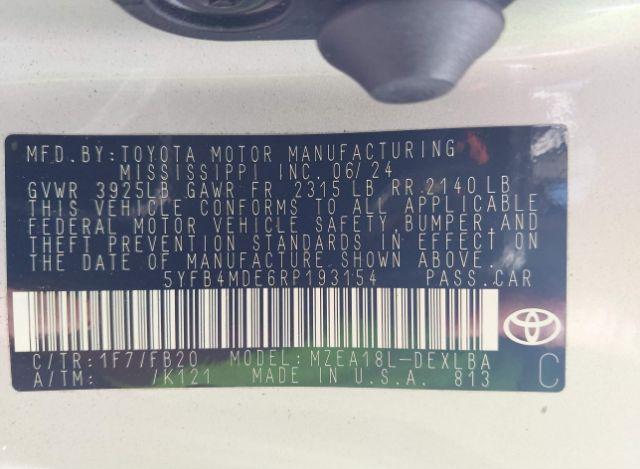 MFD.BY:TOYOTA MOTOR MANUFACTURING
MISSISSIPPI INC. 06/24
GVWR 3925LB GAWR FR 2315 LB RR 2140 LB
THIS VEHICLE CONFORMS TO ALL APPLICABLE
FEDERAL MOTOR VEHICLE SAFETY,BUMPER,AND
THEFT PREVENTION STANDARDS IN EFFECT ON
THE DATE OF MANUFACTURE SHOWN ABOVE.
5YFB4MDE6RP193154 PASS.CAR
C/TR:1F7/FB20 MODEL:MZEA18L-DEXLBA
A/TM: /K121 MADE IN U.S.A. 813 C